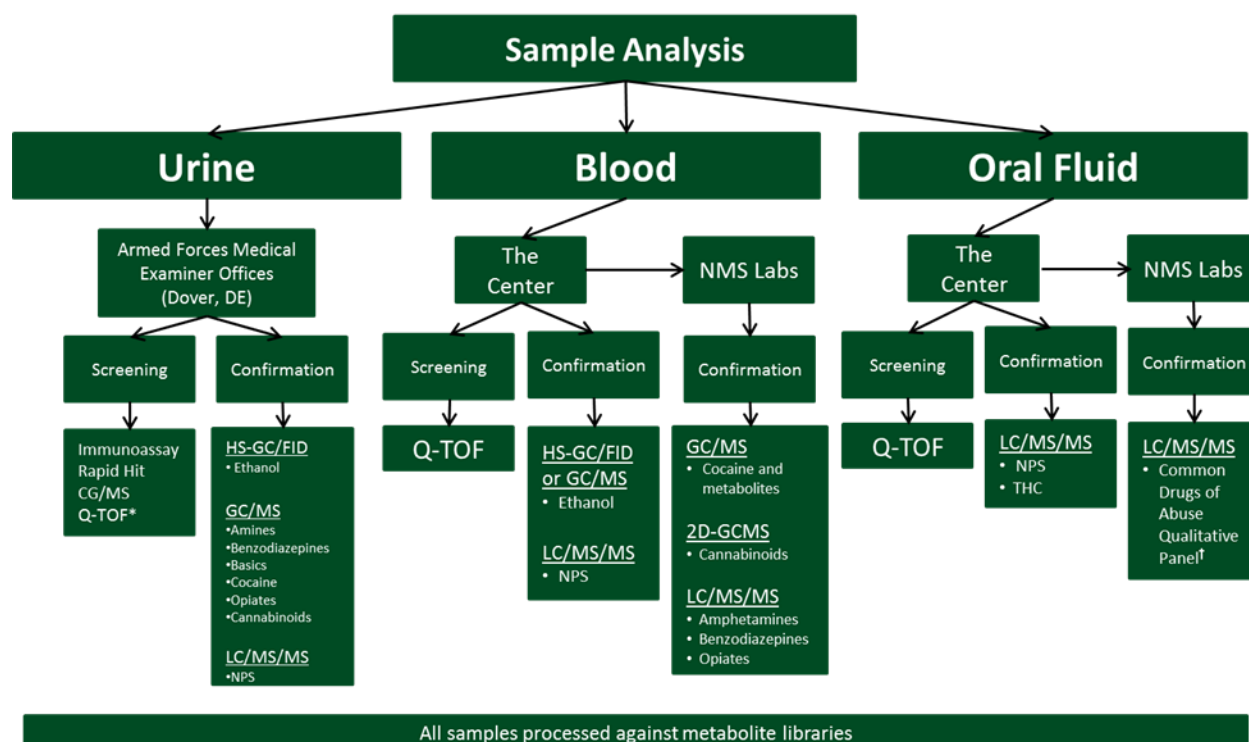 Sample Analysis
Urine
Blood
Oral Fluid
Armed Forces Medical
Examiner Offices
(Dover, DE)
The
Center
NMS Labs
The
Center
NMS Labs
Screening
Confirmation
Screening
Confirmation
Confirmation
Screening
Confirmation
Confirmation
Immunoassay
Rapid Hit
CG/MS
Q-TOF*
HS-GC/FID
• Ethanol
GC/MS
•Amines
•Benzodiazepines
•Basics
•Cocaine
•Opiates
•Cannabinoids
LC/MS/MS
•NPS
Q-TOF
HS-GC/FID
or GC/MS
• Ethanol
LC/MS/MS
• NPS
GC/MS
• Cocaine and
metabolites
2D-GCMS
• Cannabinoids
LC/MS/MS
• Amphetamines
• Benzodiazepines
• Opiates
Q-TOF
LC/MS/MS
• NPS
• THC
LC/MS/MS
• Common
Drugs of
Abuse
Qualitative
Panel†
All samples processed against metabolite libraries